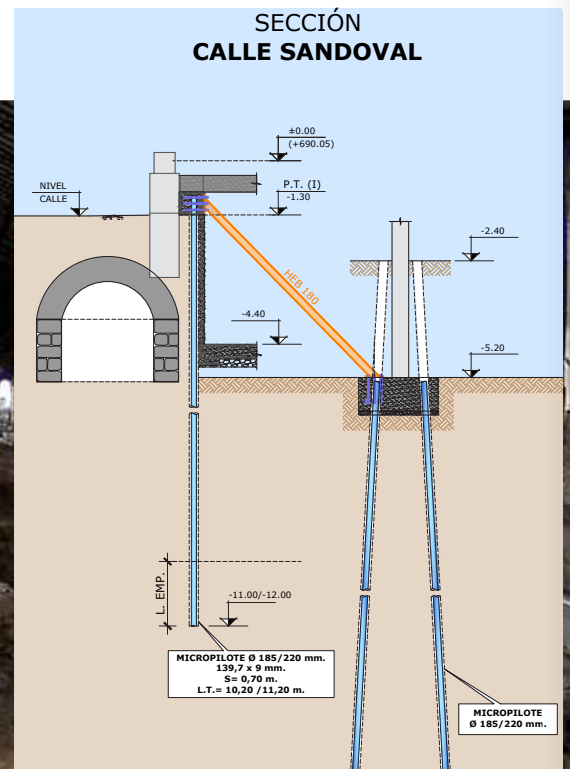 SECCIÓN
CALLE SANDOVAL
±0.00
(+690.05)
NIVEL
CALLE
P.T. (I)
-1.30
HEB 180
-2.40
-4.40
-5.20
L. EMP.
-11.00/-12.00
MICROPILOTE Ø 185/220 mm.
139,7 x 9 mm.
S= 0,70 m.
L.T.= 10,20 /11,20 m.
MICROPILOTE
Ø 185/220 mm.